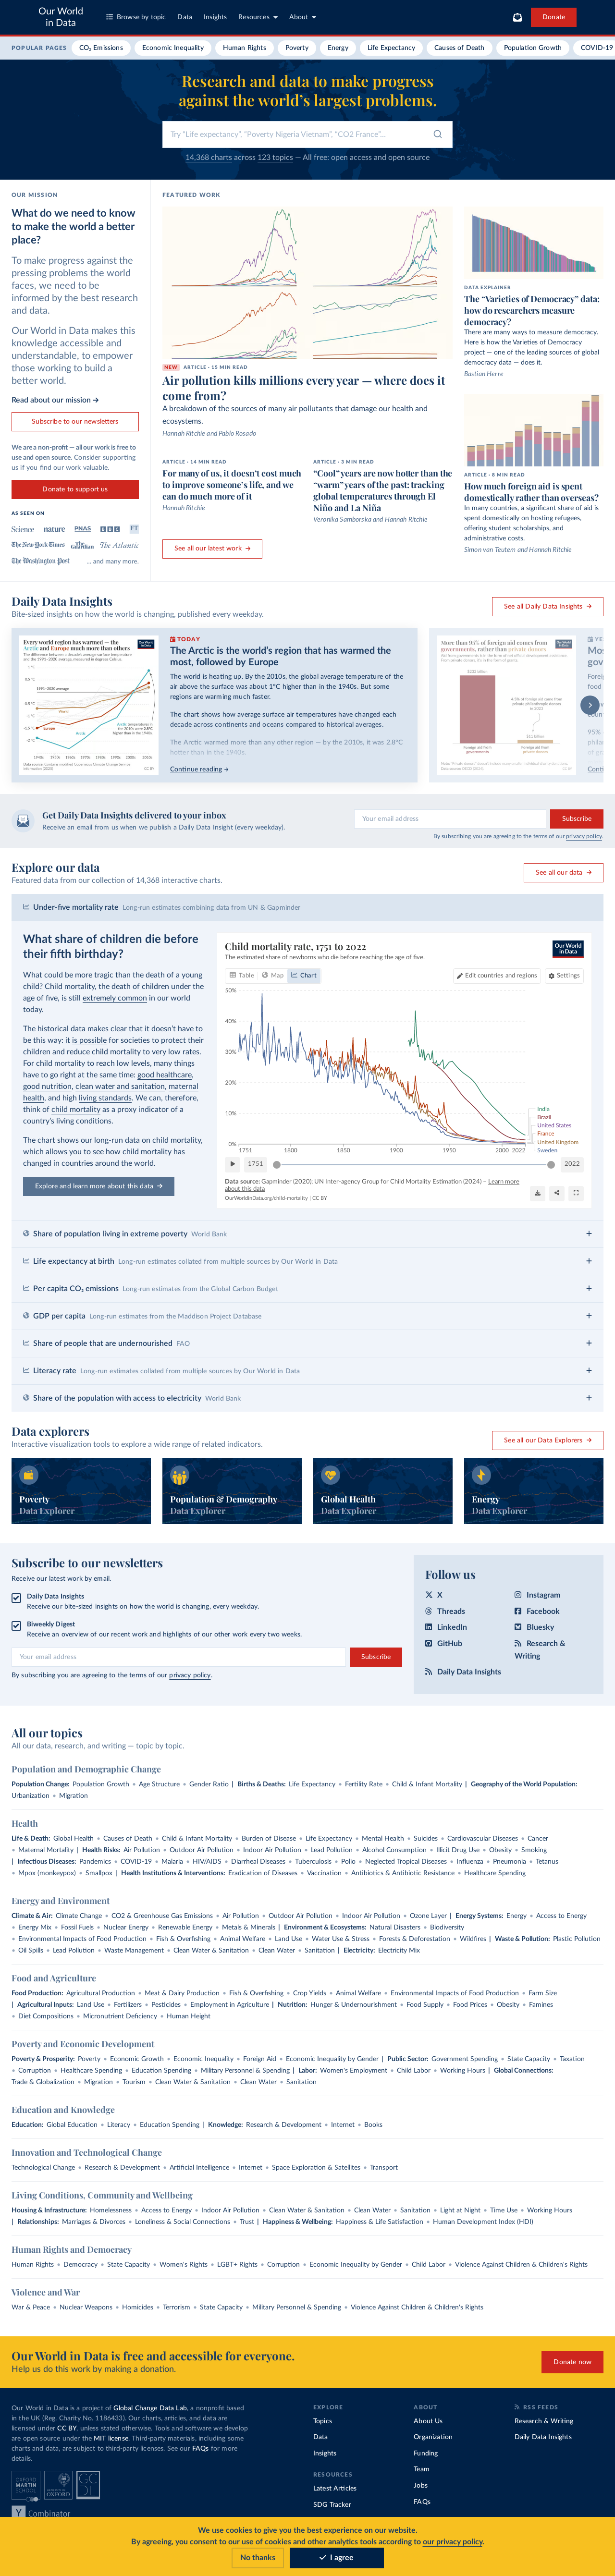 Our World
in Data
Browse by topic
Data
Insights
Resources
About
Donate
POPULAR PAGES
CO₂ Emissions
Economic Inequality
Human Rights
Poverty
Energy
Life Expectancy
Causes of Death
Population Growth
COVID-19
Research and data to make progress
against the world’s largest problems.
Try "Life expectancy", "Poverty Nigeria Vietnam", "CO2 France"...
14,368 charts across 123 topics — All free: open access and open source
OUR MISSION
What do we need to know
to make the world a better
place?
To make progress against the
pressing problems the world
faces, we need to be
informed by the best research
and data.
Our World in Data makes this
knowledge accessible and
understandable, to empower
those working to build a
better world.
Read about our mission →
Subscribe to our newsletters
We are a non-profit — all our work is free to
use and open source. Consider supporting
us if you find our work valuable.
Donate to support us
AS SEEN ON
Science
nature
PNAS
BBC
FT
The New York Times
The Guardian
The Atlantic
The Washington Post
... and many more.
FEATURED WORK
NEW ARTICLE · 15 MIN READ
Air pollution kills millions every year — where does it
come from?
A breakdown of the sources of many air pollutants that damage our health and
ecosystems.
Hannah Ritchie and Pablo Rosado
ARTICLE · 14 MIN READ
For many of us, it doesn’t cost much
to improve someone’s life, and we
can do much more of it
Hannah Ritchie
ARTICLE · 3 MIN READ
“Cool” years are now hotter than the
“warm” years of the past: tracking
global temperatures through El
Niño and La Niña
Veronika Samborska and Hannah Ritchie
See all our latest work →
DATA EXPLAINER
The “Varieties of Democracy” data:
how do researchers measure
democracy?
There are many ways to measure democracy.
Here is how the Varieties of Democracy
project — one of the leading sources of global
democracy data — does it.
Bastian Herre
ARTICLE · 8 MIN READ
How much foreign aid is spent
domestically rather than overseas?
In many countries, a significant share of aid is
spent domestically on hosting refugees,
offering student scholarships, and
administrative costs.
Simon van Teutem and Hannah Ritchie
Daily Data Insights
Bite-sized insights on how the world is changing, published every weekday.
See all Daily Data Insights →
Every world region has warmed — the
Arctic and Europe much more than others
TODAY
The Arctic is the world’s region that has warmed the
most, followed by Europe
The world is heating up. By the 2010s, the global average temperature of the
air above the surface was about 1°C higher than in the 1940s. But some
regions are warming much faster.
The chart shows how average surface air temperatures have changed each
decade across continents and oceans compared to historical averages.
The Arctic warmed more than any other region — by the 2010s, it was 2.8°C
hotter than in the 1940s.
Continue reading →
More than 95% of foreign aid comes from
governments, rather than private donors
Get Daily Data Insights delivered to your inbox
Receive an email from us when we publish a Daily Data Insight (every weekday).
Your email address
Subscribe
By subscribing you are agreeing to the terms of our privacy policy.
Explore our data
Featured data from our collection of 14,368 interactive charts.
See all our data →
Under-five mortality rate Long-run estimates combining data from UN & Gapminder
What share of children die before
their fifth birthday?
What could be more tragic than the death of a young
child? Child mortality, the death of children under the
age of five, is still extremely common in our world
today.
The historical data makes clear that it doesn’t have to
be this way: it is possible for societies to protect their
children and reduce child mortality to very low rates.
For child mortality to reach low levels, many things
have to go right at the same time: good healthcare,
good nutrition, clean water and sanitation, maternal
health, and high living standards. We can, therefore,
think of child mortality as a proxy indicator of a
country’s living conditions.
The chart shows our long-run data on child mortality,
which allows you to see how child mortality has
changed in countries around the world.
Explore and learn more about this data →
Child mortality rate, 1751 to 2022
The estimated share of newborns who die before reaching the age of five.
Our World
in Data
Table
Map
Chart
Edit countries and regions
Settings
50%
40%
30%
20%
10%
0%
1751
1800
1850
1900
1950
2000
2022
India
Brazil
United States
France
United Kingdom
Sweden
1751
2022
Data source: Gapminder (2020); UN Inter-agency Group for Child Mortality Estimation (2024) – Learn more
about this data
OurWorldinData.org/child-mortality | CC BY
Share of population living in extreme poverty World Bank
Life expectancy at birth Long-run estimates collated from multiple sources by Our World in Data
Per capita CO₂ emissions Long-run estimates from the Global Carbon Budget
GDP per capita Long-run estimates from the Maddison Project Database
Share of people that are undernourished FAO
Literacy rate Long-run estimates collated from multiple sources by Our World in Data
Share of the population with access to electricity World Bank
Data explorers
Interactive visualization tools to explore a wide range of related indicators.
See all our Data Explorers →
Poverty
Data Explorer
Population & Demography
Data Explorer
Global Health
Data Explorer
Energy
Data Explorer
Subscribe to our newsletters
Receive our latest work by email.
Daily Data Insights
Receive our bite-sized insights on how the world is changing, every weekday.
Biweekly Digest
Receive an overview of our recent work and highlights of our other work every two weeks.
Your email address
Subscribe
By subscribing you are agreeing to the terms of our privacy policy.
Follow us
X
Threads
LinkedIn
GitHub
Daily Data Insights
Instagram
Facebook
Bluesky
Research &
Writing
All our topics
All our data, research, and writing — topic by topic.
Population and Demographic Change
Population Change: Population Growth • Age Structure • Gender Ratio | Births & Deaths: Life Expectancy • Fertility Rate • Child & Infant Mortality | Geography of the World Population:
Urbanization • Migration
Health
Life & Death: Global Health • Causes of Death • Child & Infant Mortality • Burden of Disease • Life Expectancy • Mental Health • Suicides • Cardiovascular Diseases • Cancer
• Maternal Mortality | Health Risks: Air Pollution • Outdoor Air Pollution • Indoor Air Pollution • Lead Pollution • Alcohol Consumption • Illicit Drug Use • Obesity • Smoking
| Infectious Diseases: Pandemics • COVID-19 • Malaria • HIV/AIDS • Diarrheal Diseases • Tuberculosis • Polio • Neglected Tropical Diseases • Influenza • Pneumonia • Tetanus
• Mpox (monkeypox) • Smallpox | Health Institutions & Interventions: Eradication of Diseases • Vaccination • Antibiotics & Antibiotic Resistance • Healthcare Spending
Energy and Environment
Climate & Air: Climate Change • CO2 & Greenhouse Gas Emissions • Air Pollution • Outdoor Air Pollution • Indoor Air Pollution • Ozone Layer | Energy Systems: Energy • Access to Energy
• Energy Mix • Fossil Fuels • Nuclear Energy • Renewable Energy • Metals & Minerals | Environment & Ecosystems: Natural Disasters • Biodiversity
• Environmental Impacts of Food Production • Fish & Overfishing • Animal Welfare • Land Use • Water Use & Stress • Forests & Deforestation • Wildfires | Waste & Pollution: Plastic Pollution
• Oil Spills • Lead Pollution • Waste Management • Clean Water & Sanitation • Clean Water • Sanitation | Electricity: Electricity Mix
Food and Agriculture
Food Production: Agricultural Production • Meat & Dairy Production • Fish & Overfishing • Crop Yields • Animal Welfare • Environmental Impacts of Food Production • Farm Size
| Agricultural Inputs: Land Use • Fertilizers • Pesticides • Employment in Agriculture | Nutrition: Hunger & Undernourishment • Food Supply • Food Prices • Obesity • Famines
• Diet Compositions • Micronutrient Deficiency • Human Height
Poverty and Economic Development
Poverty & Prosperity: Poverty • Economic Growth • Economic Inequality • Foreign Aid • Economic Inequality by Gender | Public Sector: Government Spending • State Capacity • Taxation
• Corruption • Healthcare Spending • Education Spending • Military Personnel & Spending | Labor: Women's Employment • Child Labor • Working Hours | Global Connections:
Trade & Globalization • Migration • Tourism • Clean Water & Sanitation • Clean Water • Sanitation
Education and Knowledge
Education: Global Education • Literacy • Education Spending | Knowledge: Research & Development • Internet • Books
Innovation and Technological Change
Technological Change • Research & Development • Artificial Intelligence • Internet • Space Exploration & Satellites • Transport
Living Conditions, Community and Wellbeing
Housing & Infrastructure: Homelessness • Access to Energy • Indoor Air Pollution • Clean Water & Sanitation • Clean Water • Sanitation • Light at Night • Time Use • Working Hours
| Relationships: Marriages & Divorces • Loneliness & Social Connections • Trust | Happiness & Wellbeing: Happiness & Life Satisfaction • Human Development Index (HDI)
Human Rights and Democracy
Human Rights • Democracy • State Capacity • Women's Rights • LGBT+ Rights • Corruption • Economic Inequality by Gender • Child Labor • Violence Against Children & Children's Rights
Violence and War
War & Peace • Nuclear Weapons • Homicides • Terrorism • State Capacity • Military Personnel & Spending • Violence Against Children & Children's Rights
Our World in Data is free and accessible for everyone.
Help us do this work by making a donation.
Donate now
Our World in Data is a project of Global Change Data Lab, a nonprofit based
in the UK (Reg. Charity No. 1186433). Our charts, articles, and data are
licensed under CC BY, unless stated otherwise. Tools and software we develop
are open source under the MIT license. Third-party materials, including some
charts and data, are subject to third-party licenses. See our FAQs for more
details.
OXFORD
MARTIN
SCHOOL
UNIVERSITY OF
OXFORD
GC
DL
Y Combinator
EXPLORE
Topics
Data
Insights
RESOURCES
Latest Articles
SDG Tracker
ABOUT
About Us
Organization
Funding
Team
Jobs
FAQs
RSS FEEDS
Research & Writing
Daily Data Insights
We use cookies to give you the best experience on our website.
By agreeing, you consent to our use of cookies and other analytics tools according to our privacy policy.
No thanks
I agree